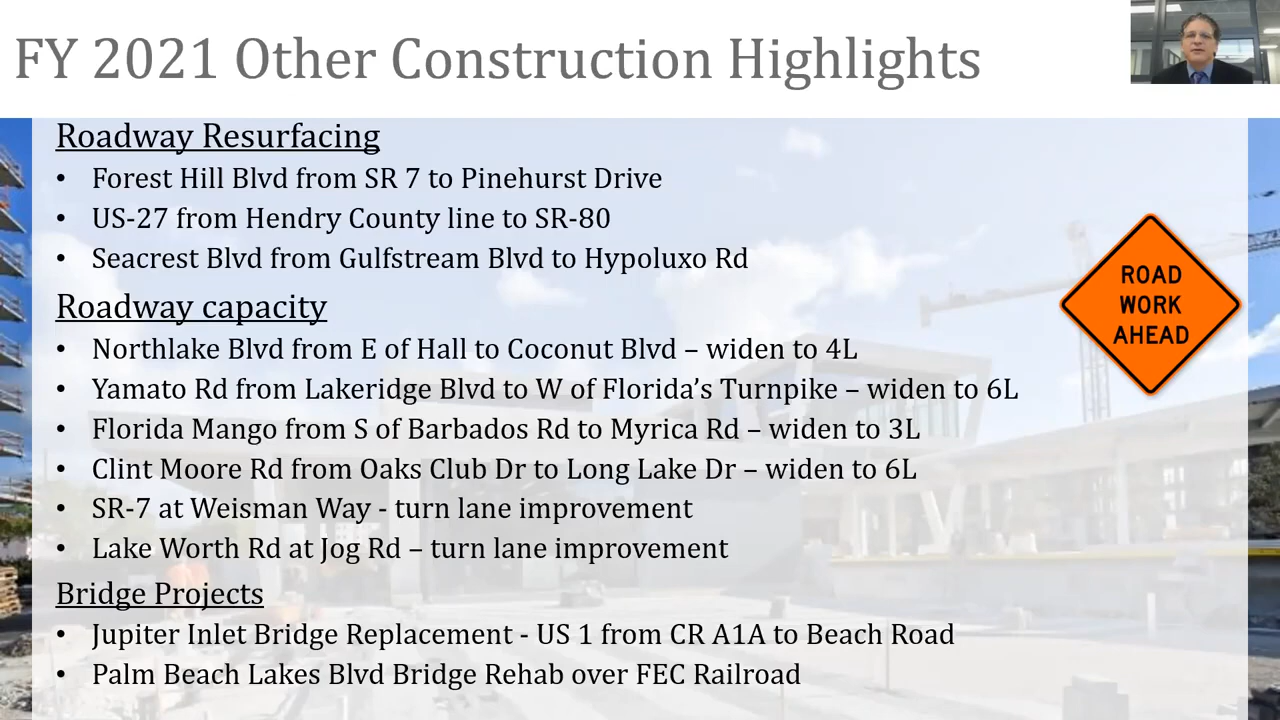 FY 2021 Other Construction Highlights
Roadway Resurfacing
• Forest Hill Blvd from SR 7 to Pinehurst Drive
• US-27 from Hendry County line to SR-80
• Seacrest Blvd from Gulfstream Blvd to Hypoluxo Rd
Roadway capacity
• Northlake Blvd from E of Hall to Coconut Blvd – widen to 4L
• Yamato Rd from Lakeridge Blvd to W of Florida’s Turnpike – widen to 6L
• Florida Mango from S of Barbados Rd to Myrica Rd – widen to 3L
• Clint Moore Rd from Oaks Club Dr to Long Lake Dr – widen to 6L
• SR-7 at Weisman Way - turn lane improvement
• Lake Worth Rd at Jog Rd – turn lane improvement
Bridge Projects
• Jupiter Inlet Bridge Replacement - US 1 from CR A1A to Beach Road
• Palm Beach Lakes Blvd Bridge Rehab over FEC Railroad
ROAD
WORK
AHEAD